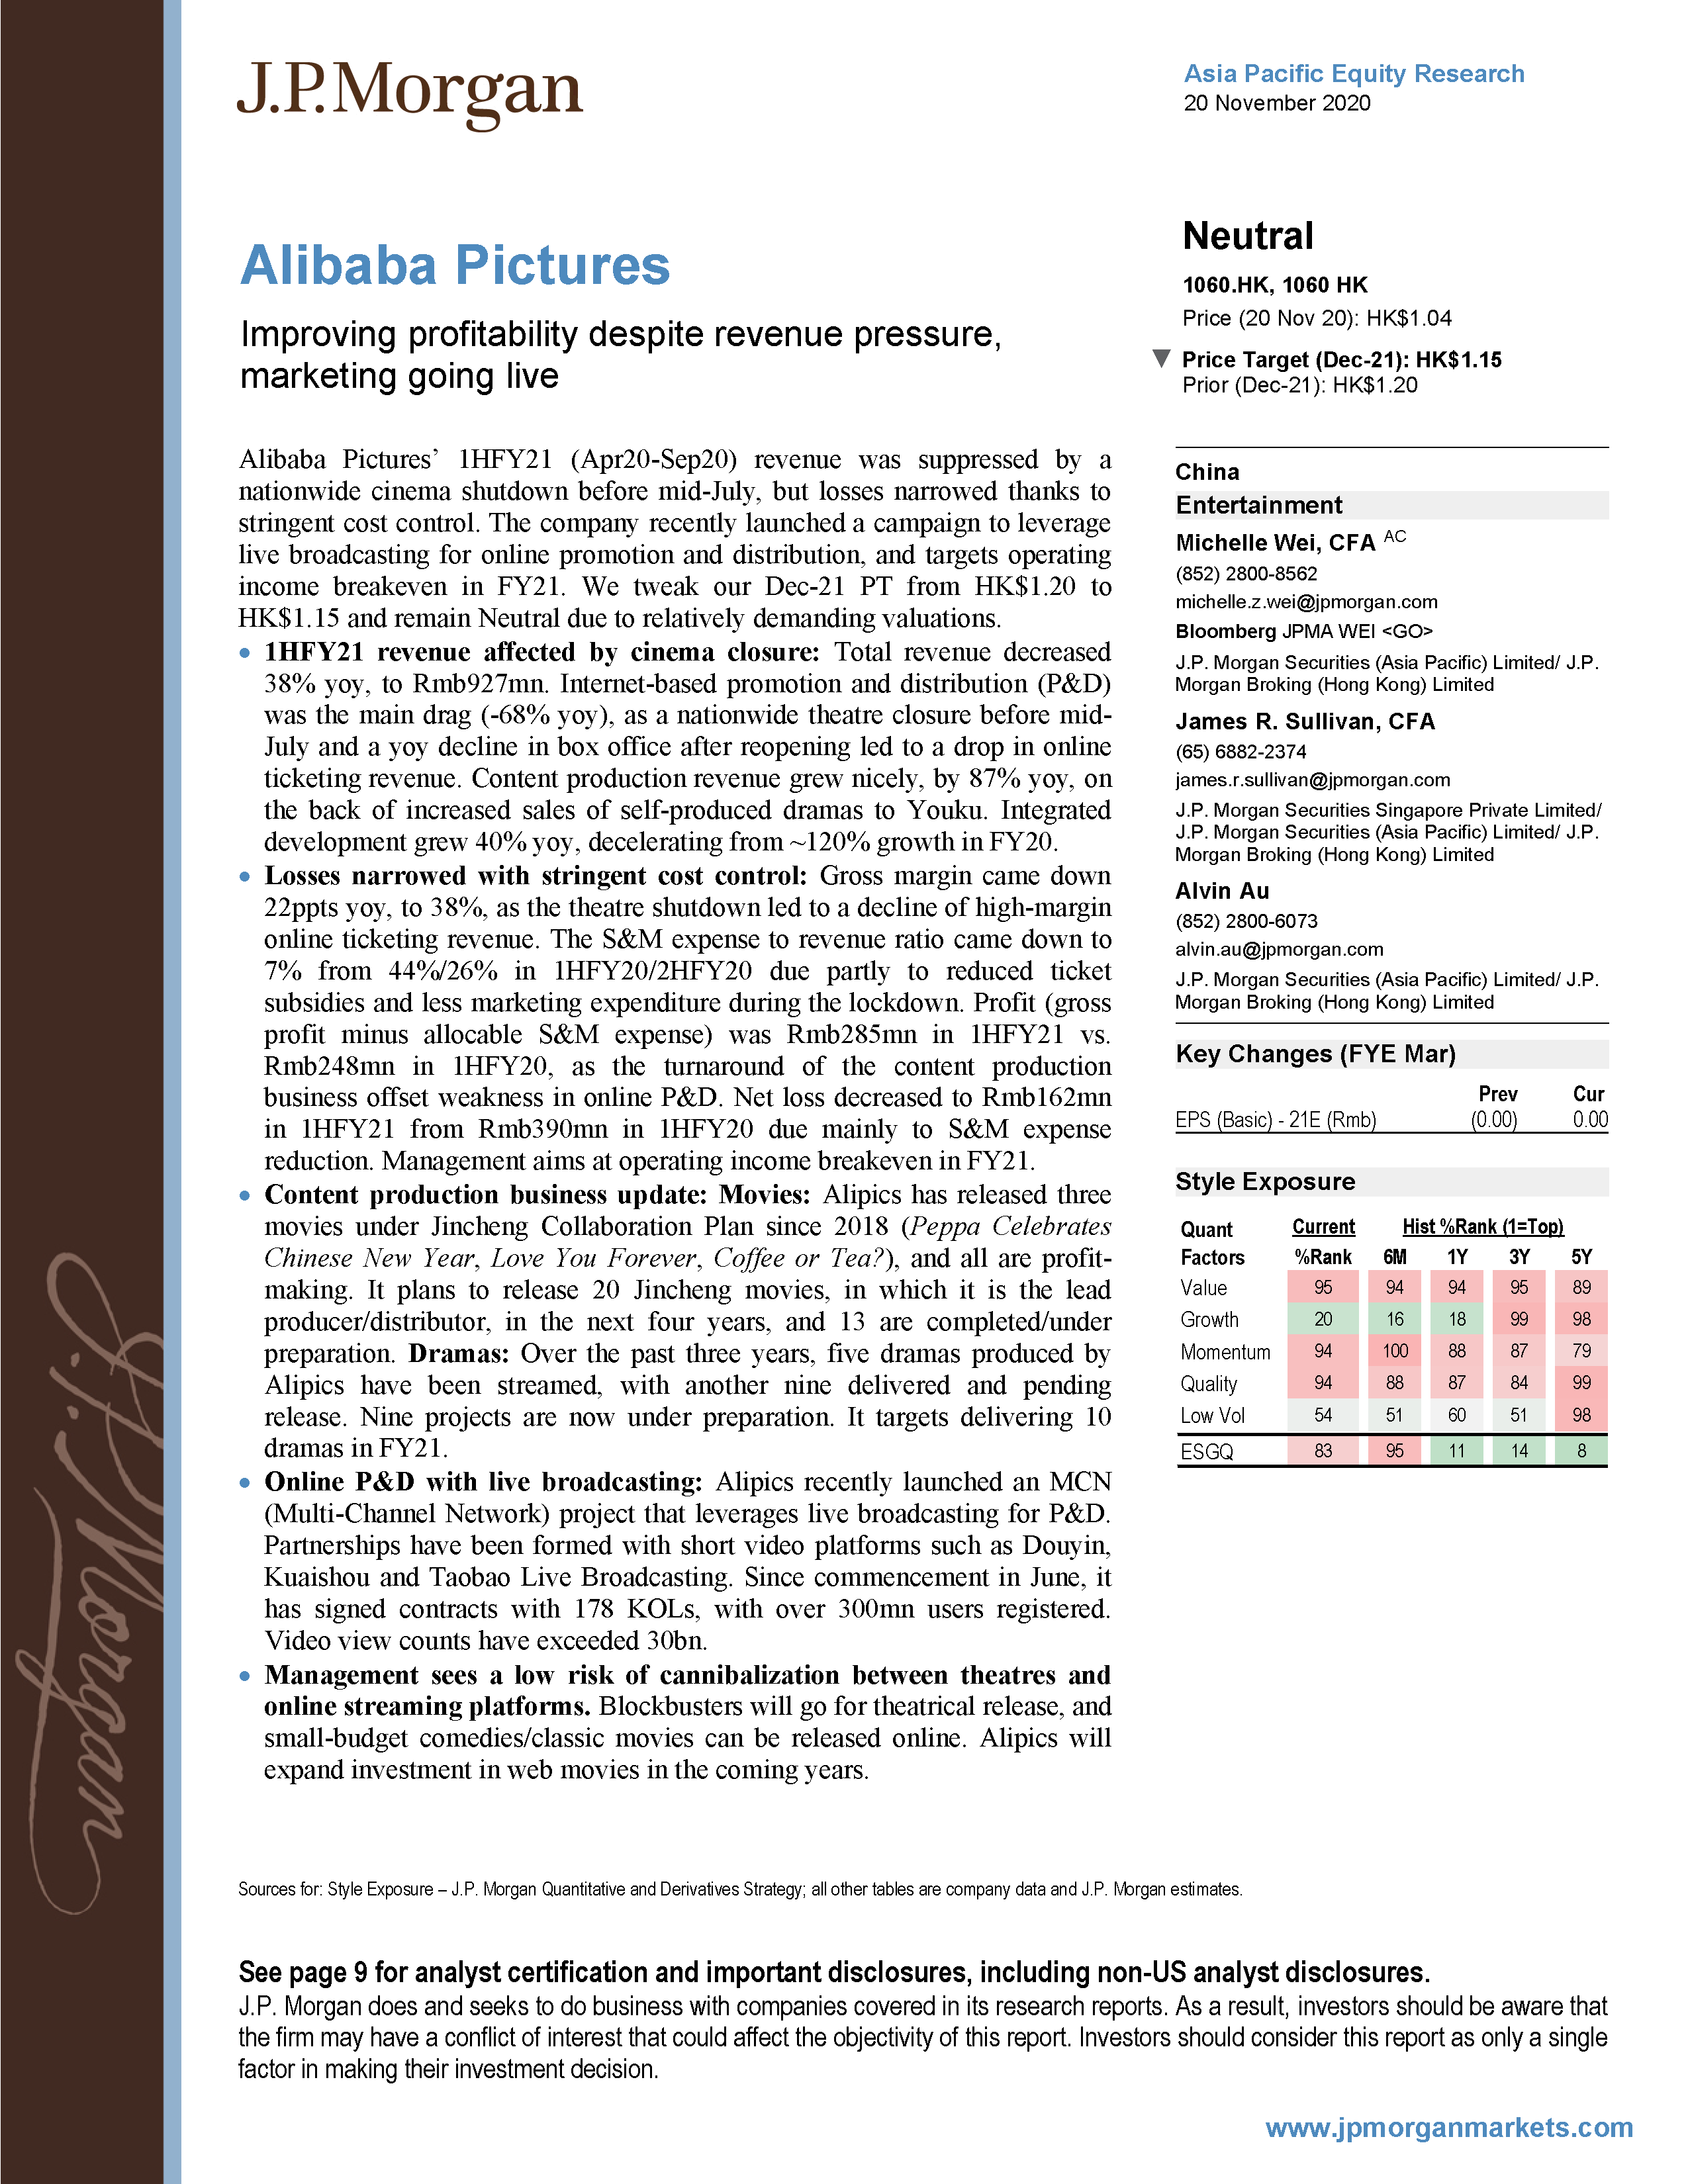 J.P.Morgan
Asia Pacific Equity Research
20 November 2020
Alibaba Pictures
Improving profitability despite revenue pressure,
marketing going live
Neutral
1060.HK, 1060 HK
Price (20 Nov 20): HK$1.04
▼ Price Target (Dec-21): HK$1.15
Prior (Dec-21): HK$1.20
Alibaba Pictures’ 1HFY21 (Apr20-Sep20) revenue was suppressed by a
nationwide cinema shutdown before mid-July, but losses narrowed thanks to
stringent cost control. The company recently launched a campaign to leverage
live broadcasting for online promotion and distribution, and targets operating
income breakeven in FY21. We tweak our Dec-21 PT from HK$1.20 to
HK$1.15 and remain Neutral due to relatively demanding valuations.
• 1HFY21 revenue affected by cinema closure: Total revenue decreased
38% yoy, to Rmb927mn. Internet-based promotion and distribution (P&D)
was the main drag (-68% yoy), as a nationwide theatre closure before mid-
July and a yoy decline in box office after reopening led to a drop in online
ticketing revenue. Content production revenue grew nicely, by 87% yoy, on
the back of increased sales of self-produced dramas to Youku. Integrated
development grew 40% yoy, decelerating from ~120% growth in FY20.
• Losses narrowed with stringent cost control: Gross margin came down
22ppts yoy, to 38%, as the theatre shutdown led to a decline of high-margin
online ticketing revenue. The S&M expense to revenue ratio came down to
7% from 44%/26% in 1HFY20/2HFY20 due partly to reduced ticket
subsidies and less marketing expenditure during the lockdown. Profit (gross
profit minus allocable S&M expense) was Rmb285mn in 1HFY21 vs.
Rmb248mn in 1HFY20, as the turnaround of the content production
business offset weakness in online P&D. Net loss decreased to Rmb162mn
in 1HFY21 from Rmb390mn in 1HFY20 due mainly to S&M expense
reduction. Management aims at operating income breakeven in FY21.
• Content production business update: Movies: Alipics has released three
movies under Jincheng Collaboration Plan since 2018 (Peppa Celebrates
Chinese New Year, Love You Forever, Coffee or Tea?), and all are profit-
making. It plans to release 20 Jincheng movies, in which it is the lead
producer/distributor, in the next four years, and 13 are completed/under
preparation. Dramas: Over the past three years, five dramas produced by
Alipics have been streamed, with another nine delivered and pending
release. Nine projects are now under preparation. It targets delivering 10
dramas in FY21.
• Online P&D with live broadcasting: Alipics recently launched an MCN
(Multi-Channel Network) project that leverages live broadcasting for P&D.
Partnerships have been formed with short video platforms such as Douyin,
Kuaishou and Taobao Live Broadcasting. Since commencement in June, it
has signed contracts with 178 KOLs, with over 300mn users registered.
Video view counts have exceeded 30bn.
• Management sees a low risk of cannibalization between theatres and
online streaming platforms. Blockbusters will go for theatrical release, and
small-budget comedies/classic movies can be released online. Alipics will
expand investment in web movies in the coming years.
China
Entertainment
Michelle Wei, CFA AC
(852) 2800-8562
michelle.z.wei@jpmorgan.com
Bloomberg JPMA WEI <GO>
J.P. Morgan Securities (Asia Pacific) Limited/ J.P.
Morgan Broking (Hong Kong) Limited
James R. Sullivan, CFA
(65) 6882-2374
james.r.sullivan@jpmorgan.com
J.P. Morgan Securities Singapore Private Limited/
J.P. Morgan Securities (Asia Pacific) Limited/ J.P.
Morgan Broking (Hong Kong) Limited
Alvin Au
(852) 2800-6073
alvin.au@jpmorgan.com
J.P. Morgan Securities (Asia Pacific) Limited/ J.P.
Morgan Broking (Hong Kong) Limited
Key Changes (FYE Mar)
Prev Cur
EPS (Basic) - 21E (Rmb) (0.00) 0.00
Style Exposure
Quant Current Hist %Rank (1=Top)
Factors %Rank 6M 1Y 3Y 5Y
Value 95 94 94 95 89
Growth 20 16 18 99 98
Momentum 94 100 88 87 79
Quality 94 88 87 84 99
Low Vol 54 51 60 51 98
ESGQ 83 95 11 14 8
J.P. Morgan
Sources for: Style Exposure – J.P. Morgan Quantitative and Derivatives Strategy; all other tables are company data and J.P. Morgan estimates.
See page 9 for analyst certification and important disclosures, including non-US analyst disclosures.
J.P. Morgan does and seeks to do business with companies covered in its research reports. As a result, investors should be aware that
the firm may have a conflict of interest that could affect the objectivity of this report. Investors should consider this report as only a single
factor in making their investment decision.
www.jpmorganmarkets.com